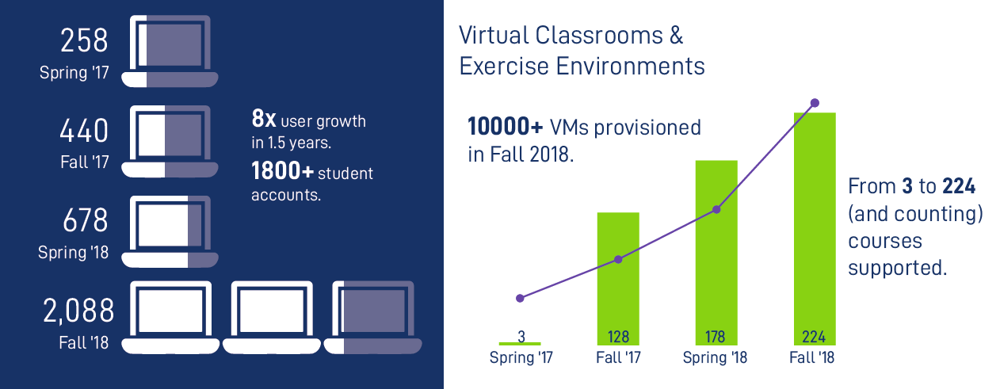 258
Spring '17
440
Fall '17
678
Spring '18
2,088
Fall '18
8x user growth
in 1.5 years.
1800+ student
accounts.
Virtual Classrooms &
Exercise Environments
10000+ VMs provisioned
in Fall 2018.
From 3 to 224
(and counting)
courses
supported.
3
128
178
224
Spring '17
Fall '17
Spring '18
Fall '18